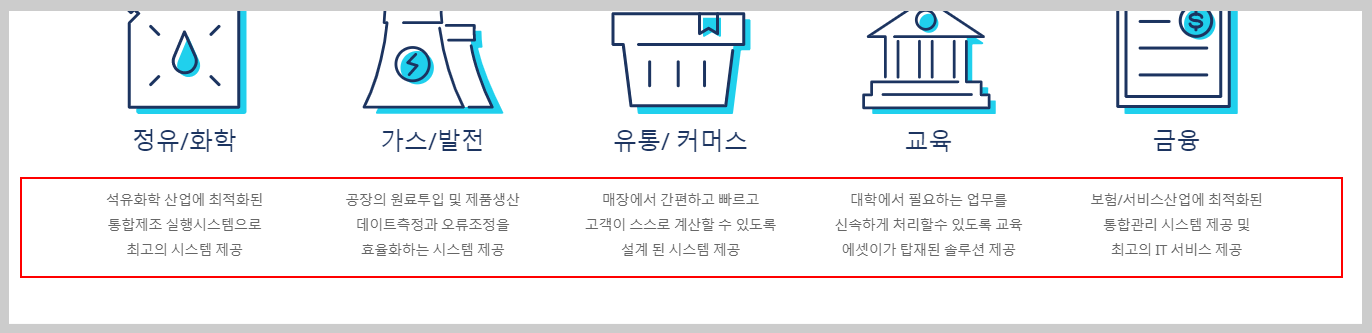 정유/화학
가스/발전
유통/ 커머스
교육
금융
석유화학 산업에 최적화된
통합제조 실행시스템으로
최고의 시스템 제공
공장의 원료투입 및 제품생산
데이트측정과 오류조정을
효율화하는 시스템 제공
매장에서 간편하고 빠르고
고객이 스스로 계산할 수 있도록
설계 된 시스템 제공
대학에서 필요하는 업무를
신속하게 처리할수 있도록 교육
에셋이가 탑재된 솔루션 제공
보험/서비스산업에 최적화된
통합관리 시스템 제공 및
최고의 IT 서비스 제공